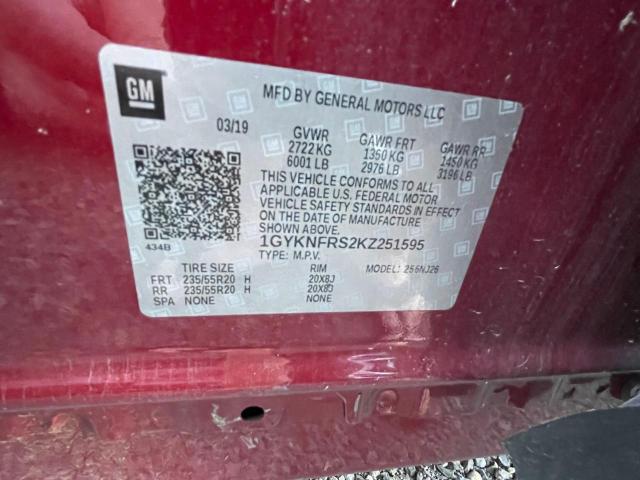 GM
MFD BY GENERAL MOTORS LLC
03/19 GVWR GAWR FRT GAWR RR
2722 KG 1350 KG 1450 KG
6001 LB 2976 LB 3196 LB
THIS VEHICLE CONFORMS TO ALL
APPLICABLE U.S. FEDERAL MOTOR
VEHICLE SAFETY STANDARDS IN EFFECT
ON THE DATE OF MANUFACTURE
SHOWN ABOVE.
434B 1GYKNFRS2KZ251595
TYPE: M.P.V. MODEL: 256NJ26
TIRE SIZE RIM
FRT 235/55R20 H 20X8J
RR 235/55R20 H 20X8J
SPA NONE NONE